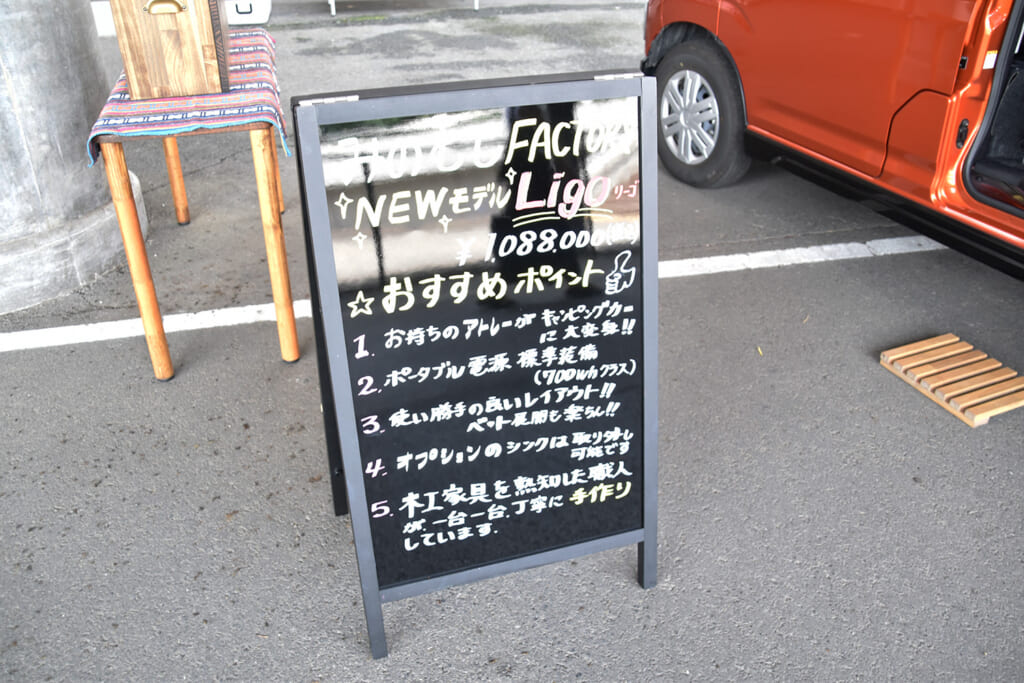 みのむし FACTORY
NEWモデル Ligo リーゴ
¥1,088,000(税込)
☆おすすめポイント
1. お持ちのアトレーが キャンピングカー
に大変身!!
2. ポータブル電源 標準装備
(700whクラス)
3. 使い勝手の良いレイアウト!!
ベット展開も楽ちん!!
4. オプションのシンクは 取り外し
可能です
5. 木工家具を熟知した職人
が、一台一台、丁寧に 手作り
しています.